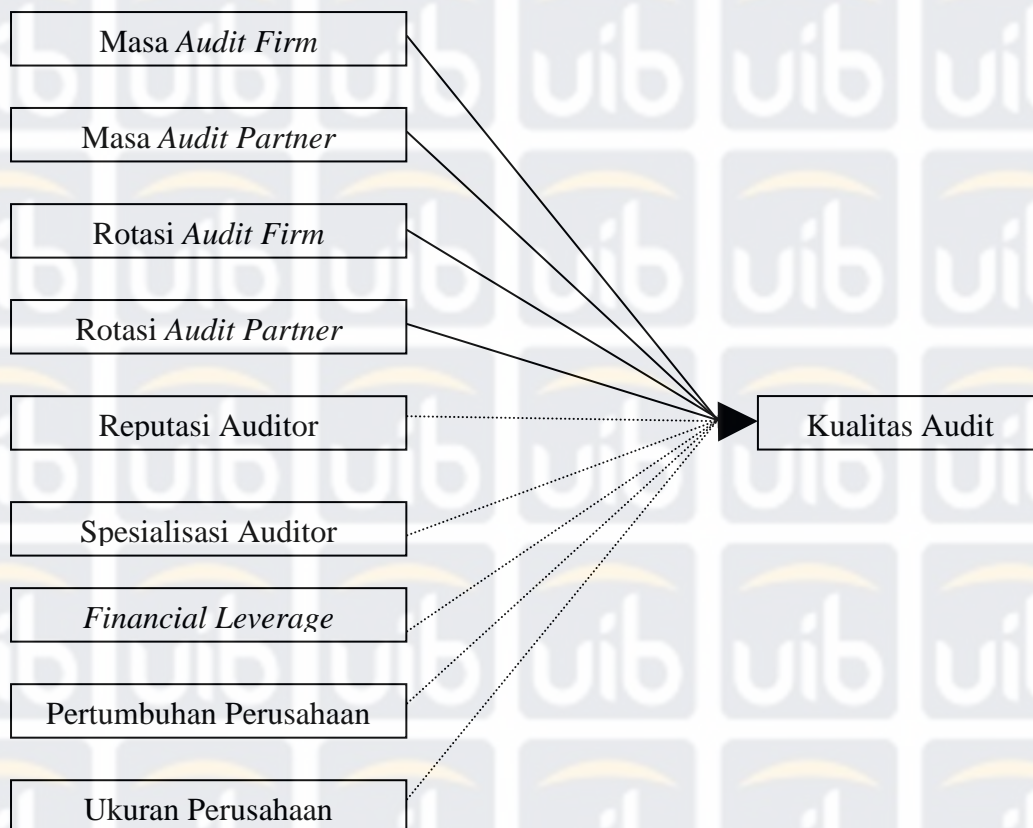 Masa Audit Firm
Masa Audit Partner
Rotasi Audit Firm
Rotasi Audit Partner
Reputasi Auditor
Kualitas Audit
Spesialisasi Auditor
Financial Leverage
Pertumbuhan Perusahaan
Ukuran Perusahaan